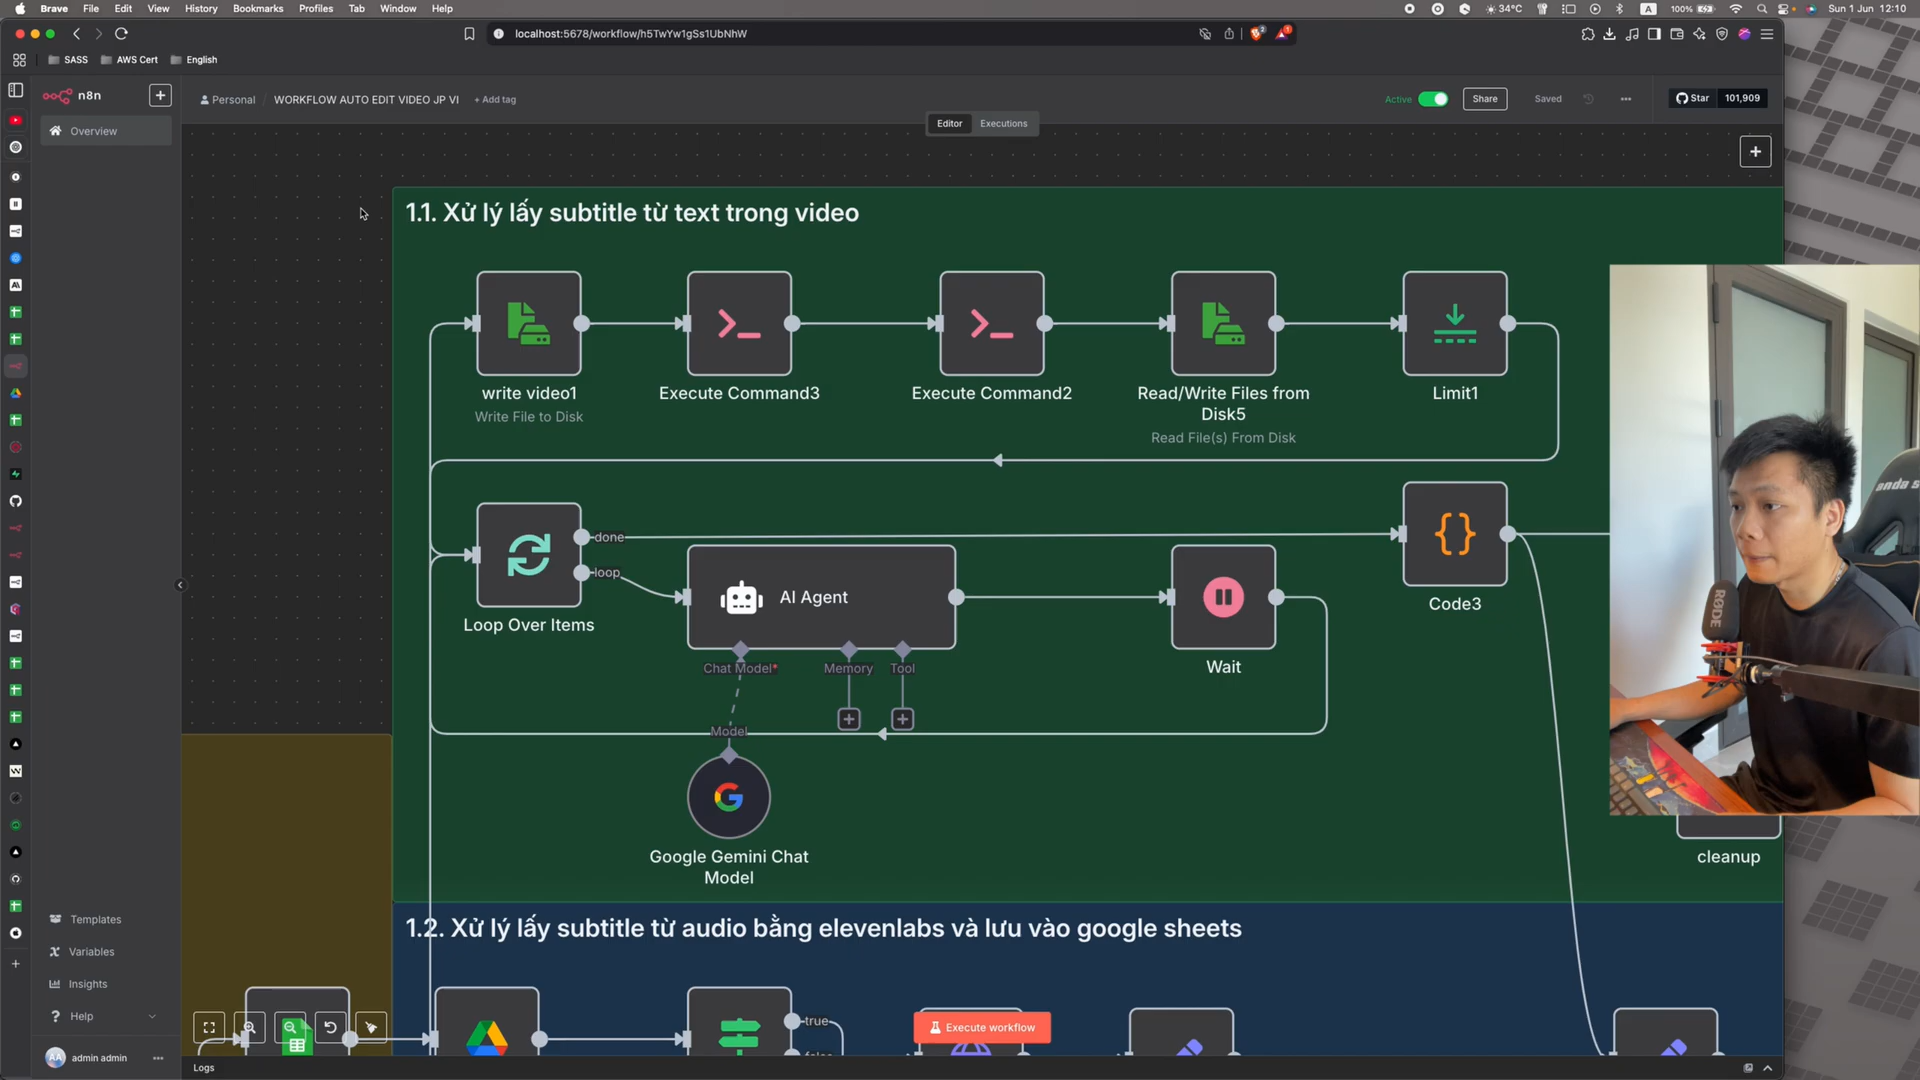 Brave File Edit View History Bookmarks Profiles Tab Window Help
34°C A 100% Sun 1 Jun 12:10
localhost:5678/workflow/h5TwYw1gSs1UbNhW
SASS AWS Cert English
n8n
Personal / WORKFLOW AUTO EDIT VIDEO JP VI + Add tag
Active Share Saved Star 101,909
Editor Executions
Overview
1.1. Xử lý lấy subtitle từ text trong video
write video1
Write File to Disk
Execute Command3
Execute Command2
Read/Write Files from
Disk5
Read File(s) From Disk
Limit1
done
loop
Loop Over Items
AI Agent
Chat Model*
Memory
Tool
Wait
Code3
Model
Google Gemini Chat
Model
cleanup
RØDE
anda s
1.2. Xử lý lấy subtitle từ audio bằng elevenlabs và lưu vào google sheets
true
false
Execute workflow
Templates
Variables
Insights
Help
AA admin admin
Logs